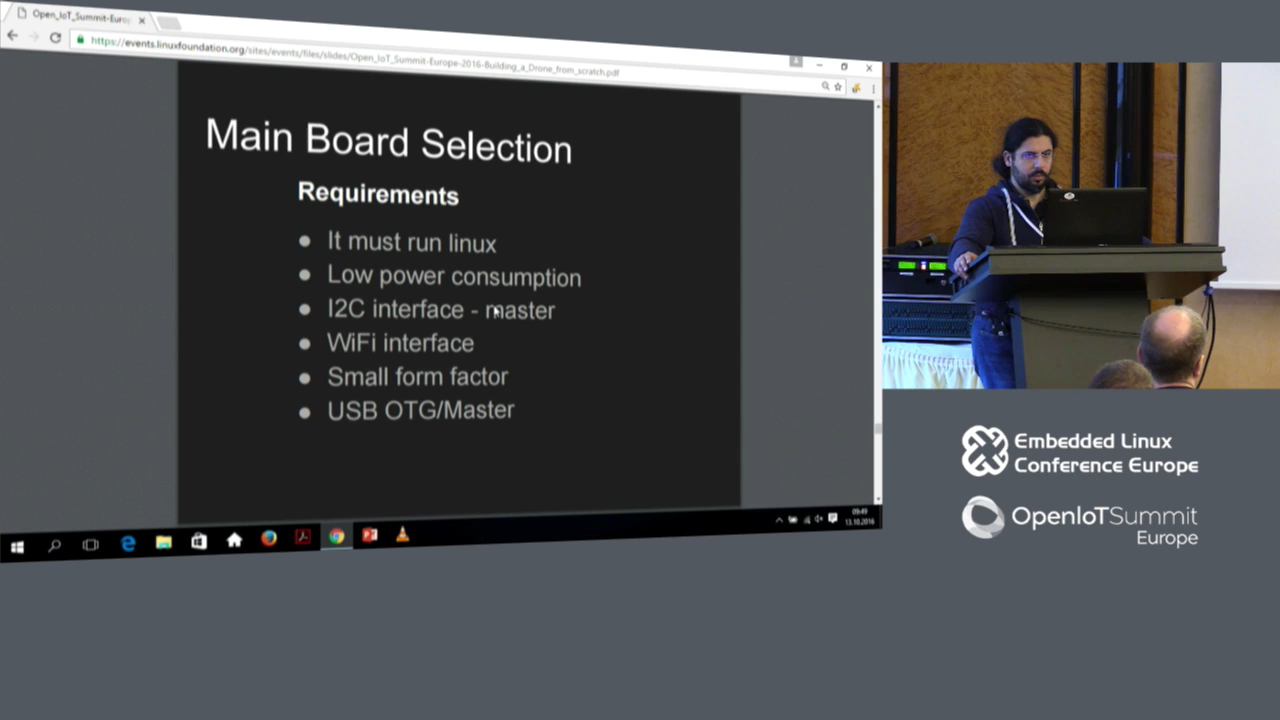 Open_IoT_Summit-Euro
https://events.linuxfoundation.org/sites/events/files/slides/Open_IoT_Summit-Europe-2016-Building_a_Drone_from_scratch.pdf
Main Board Selection
Requirements
● It must run linux
● Low power consumption
● I2C interface - master
● WiFi interface
● Small form factor
● USB OTG/Master
09:49
13.10.2016
Embedded Linux
Conference Europe
OpenIoTSummit
Europe